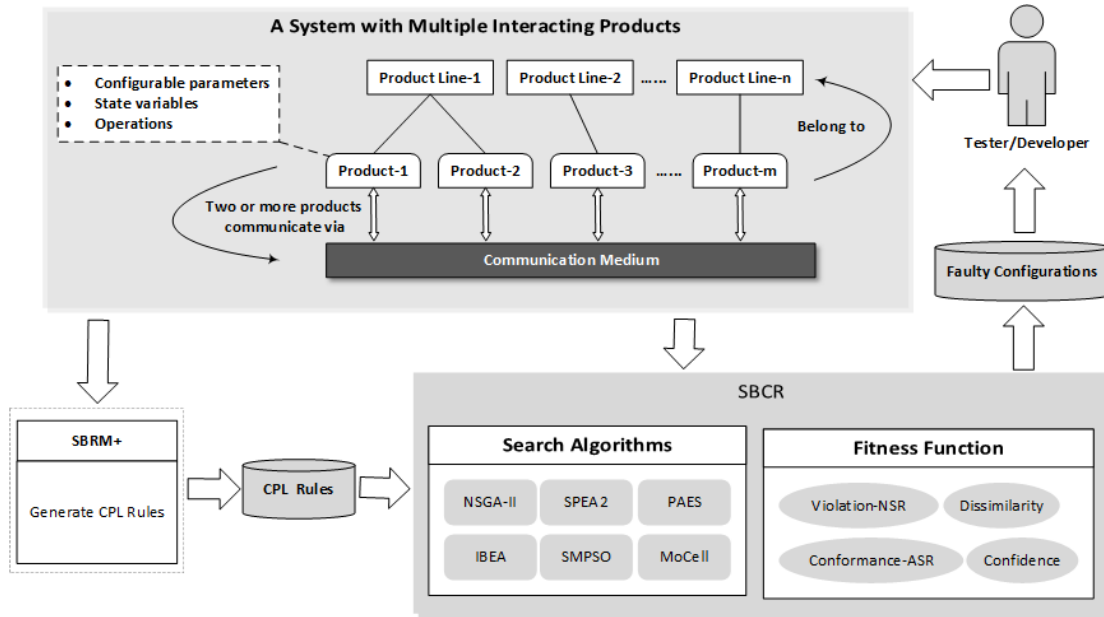 A System with Multiple Interacting Products
• Configurable parameters
• State variables
• Operations
Product Line-1
Product Line-2
......
Product Line-n
Belong to
Product-1
Product-2
Product-3
......
Product-m
Two or more products
communicate via
Communication Medium
Tester/Developer
Faulty Configurations
SBRM+
Generate CPL Rules
CPL Rules
SBCR
Search Algorithms
NSGA-II
SPEA2
PAES
IBEA
SMPSO
MoCell
Fitness Function
Violation-NSR
Dissimilarity
Conformance-ASR
Confidence